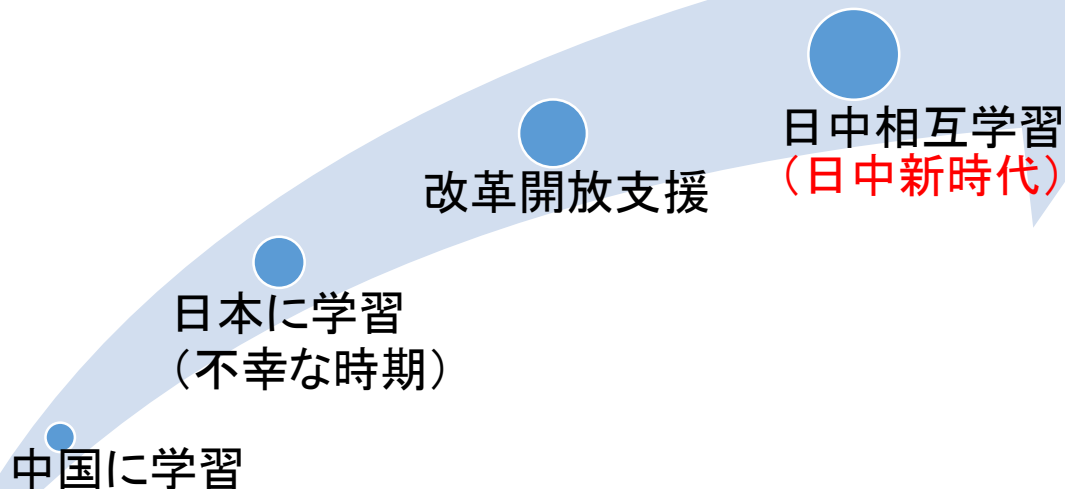 中国に学習
日本に学習
（不幸な時期）
改革開放支援
日中相互学習
（日中新時代）